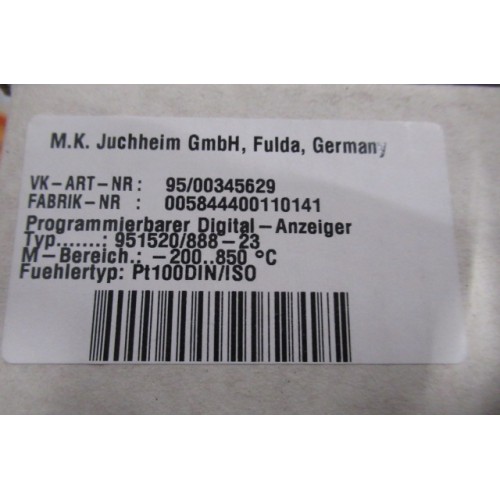 M.K. Juchheim GmbH, Fulda, Germany
VK-ART-NR: 95/00345629
FABRIK-NR : 005844400110141
Programmierbarer Digital-Anzeiger
Typ.......: 951520/888-23
M-Bereich.: -200..850 °C
Fuehlertyp: Pt100DIN/ISO